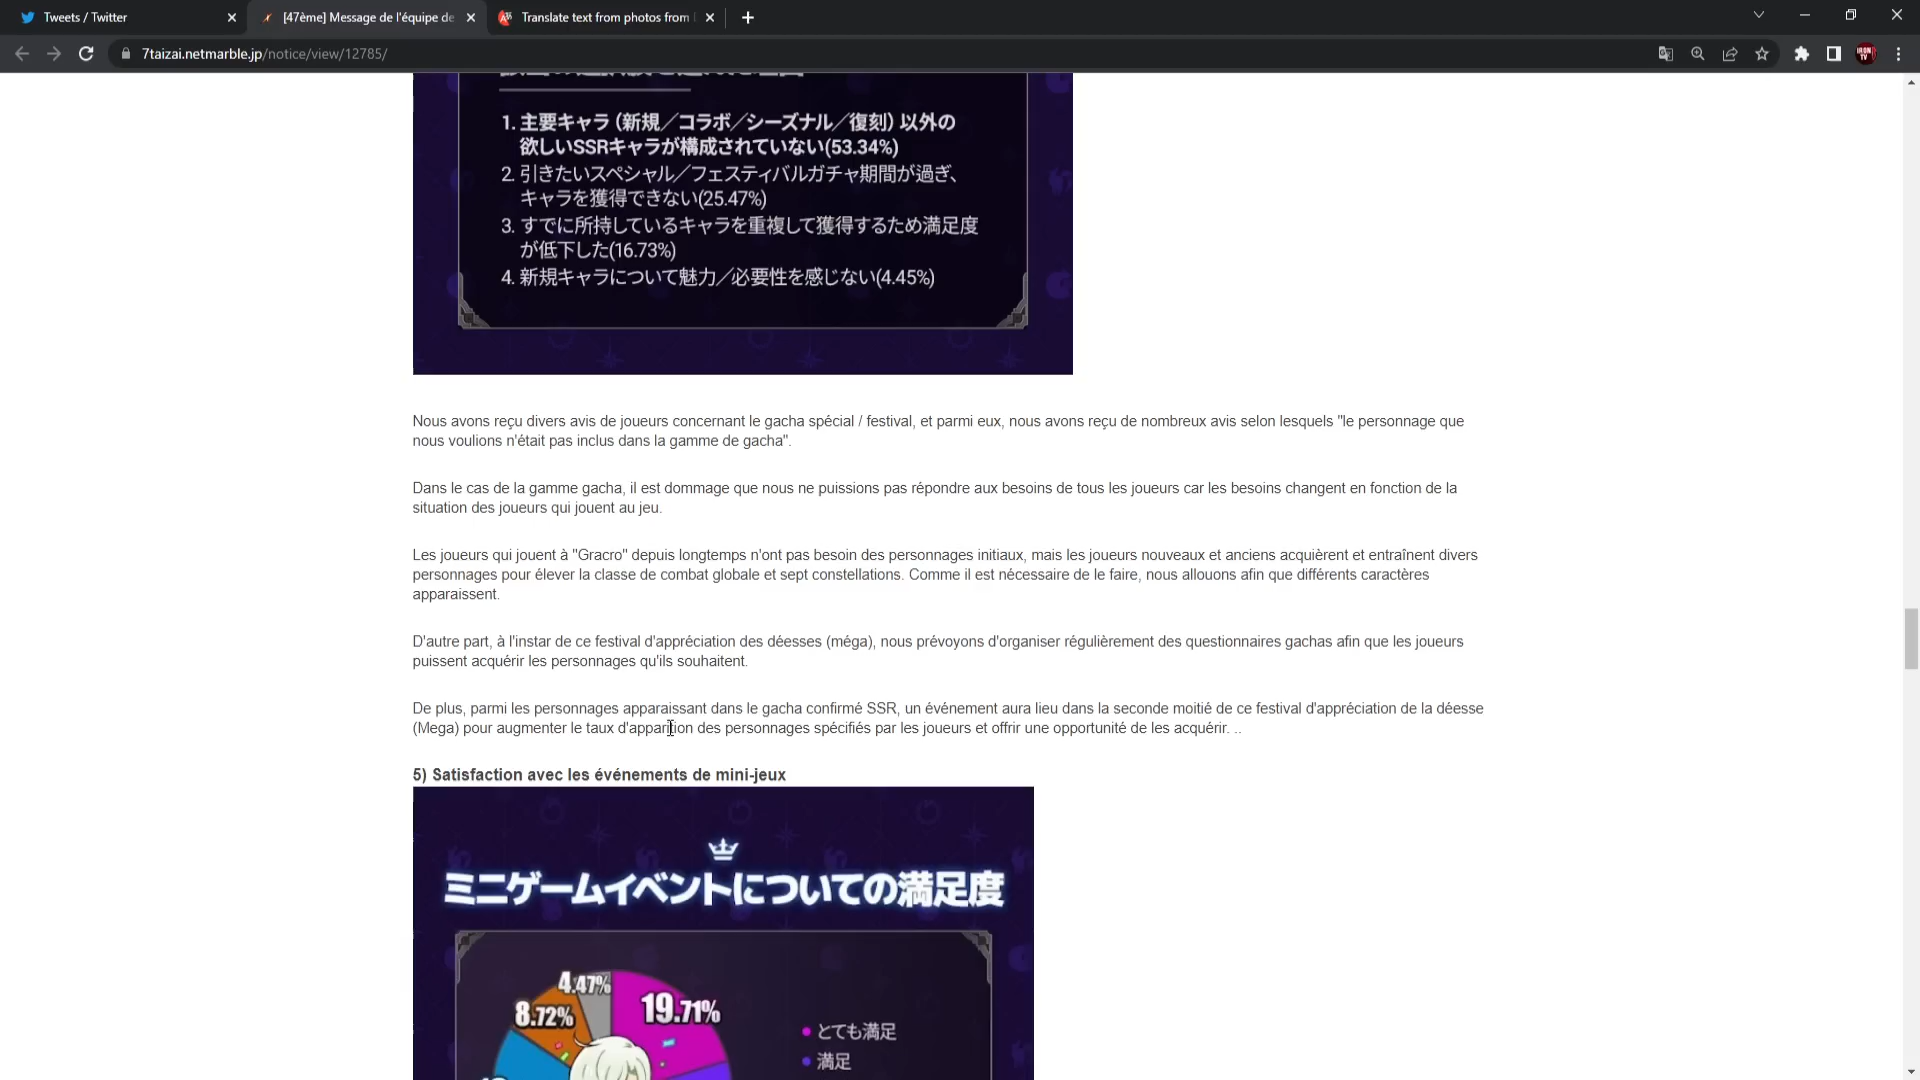 Tweets / Twitter
[47ème] Message de l'équipe de
Translate text from photos from
7taizai.netmarble.jp/notice/view/12785/
1. 主要キャラ（新規／コラボ／シーズナル／復刻）以外の
欲しいSSRキャラが構成されていない(53.34%)
2. 引きたいスペシャル／フェスティバルガチャ期間が過ぎ、
キャラを獲得できない(25.47%)
3. すでに所持しているキャラを重複して獲得するため満足度
が低下した(16.73%)
4. 新規キャラについて魅力／必要性を感じない(4.45%)
Nous avons reçu divers avis de joueurs concernant le gacha spécial / festival, et parmi eux, nous avons reçu de nombreux avis selon lesquels "le personnage que
nous voulions n'était pas inclus dans la gamme de gacha".
Dans le cas de la gamme gacha, il est dommage que nous ne puissions pas répondre aux besoins de tous les joueurs car les besoins changent en fonction de la
situation des joueurs qui jouent au jeu.
Les joueurs qui jouent à "Gracro" depuis longtemps n'ont pas besoin des personnages initiaux, mais les joueurs nouveaux et anciens acquièrent et entraînent divers
personnages pour élever la classe de combat globale et sept constellations. Comme il est nécessaire de le faire, nous allouons afin que différents caractères
apparaissent.
D'autre part, à l'instar de ce festival d'appréciation des déesses (méga), nous prévoyons d'organiser régulièrement des questionnaires gachas afin que les joueurs
puissent acquérir les personnages qu'ils souhaitent.
De plus, parmi les personnages apparaissant dans le gacha confirmé SSR, un événement aura lieu dans la seconde moitié de ce festival d'appréciation de la déesse
(Mega) pour augmenter le taux d'apparition des personnages spécifiés par les joueurs et offrir une opportunité de les acquérir. ..
5) Satisfaction avec les événements de mini-jeux
ミニゲームイベントについての満足度
4.47%
19.71%
8.72%
とても満足
満足